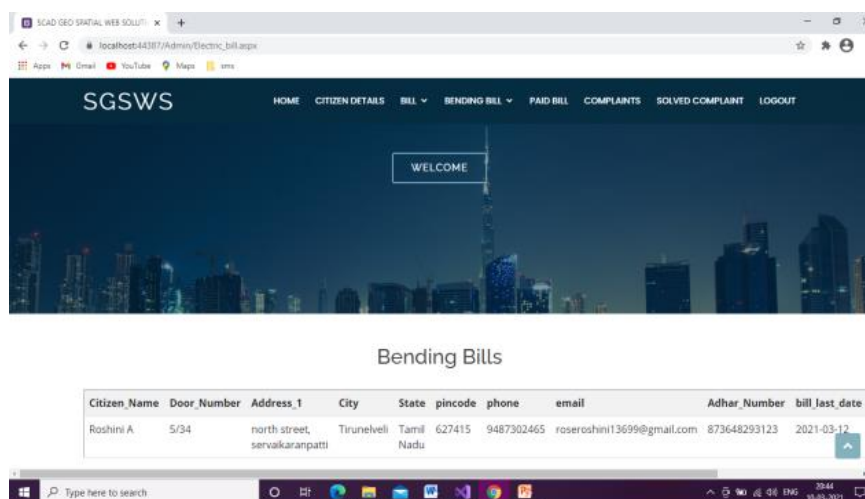 SCAD GEO SPATIAL WEB SOLUTI
localhost:44387/Admin/Electric_bill.aspx
Apps Gmail YouTube Maps sms
SGSWS HOME CITIZEN DETAILS BILL BENDING BILL PAID BILL COMPLAINTS SOLVED COMPLAINT LOGOUT
WELCOME
Bending Bills
Citizen_Name Door_Number Address_1 City State pincode phone email Adhar_Number bill_last_date
Roshini A 5/34 north street, Tirunelveli Tamil 627415 9487302465 roseroshini13699@gmail.com 873648293123 2021-03-12
servaikaranpatti Nadu
Type here to search ENG 20:44
10-03-2021